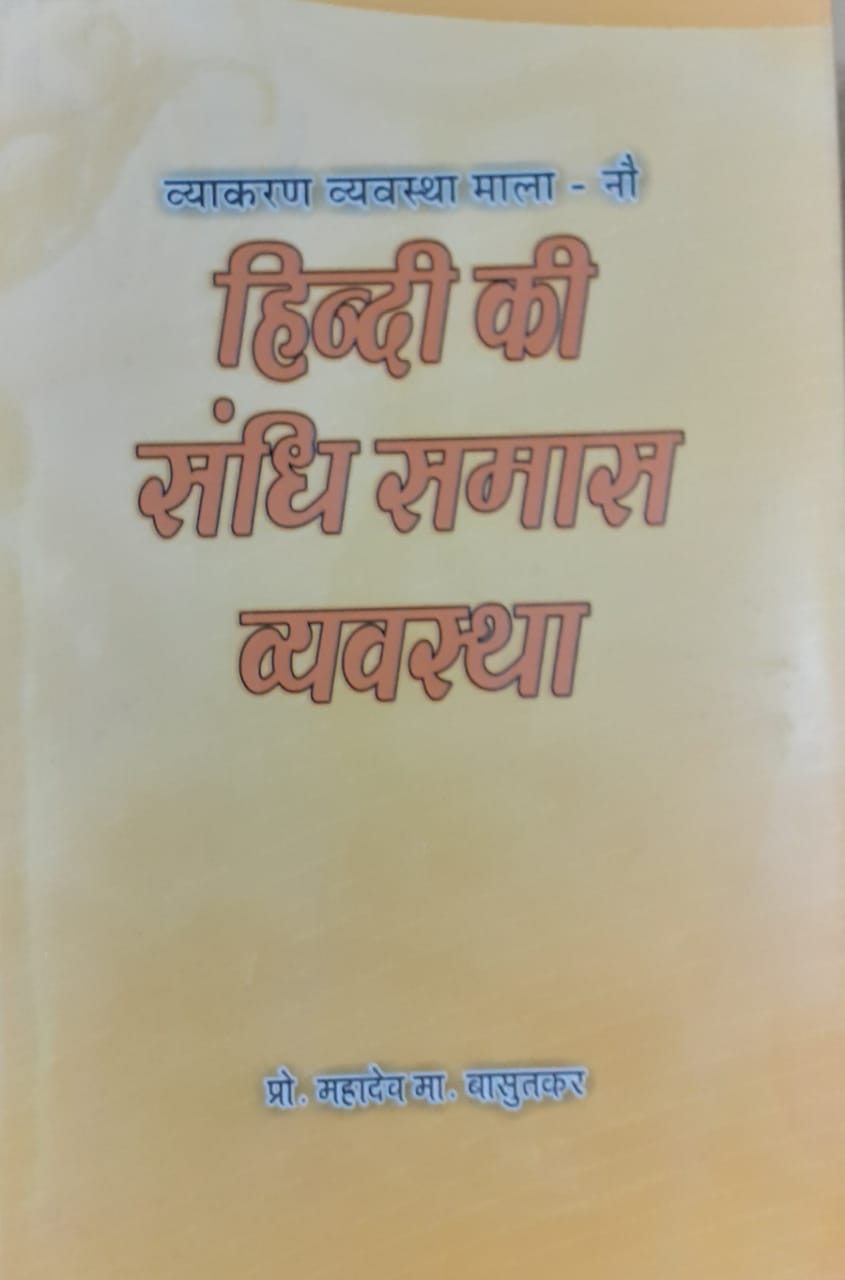 व्याकरण व्यवस्था माला - नौ
हिन्दी की
संधि समास
व्यवस्था
प्रो. महादेव मा. बासुतकर